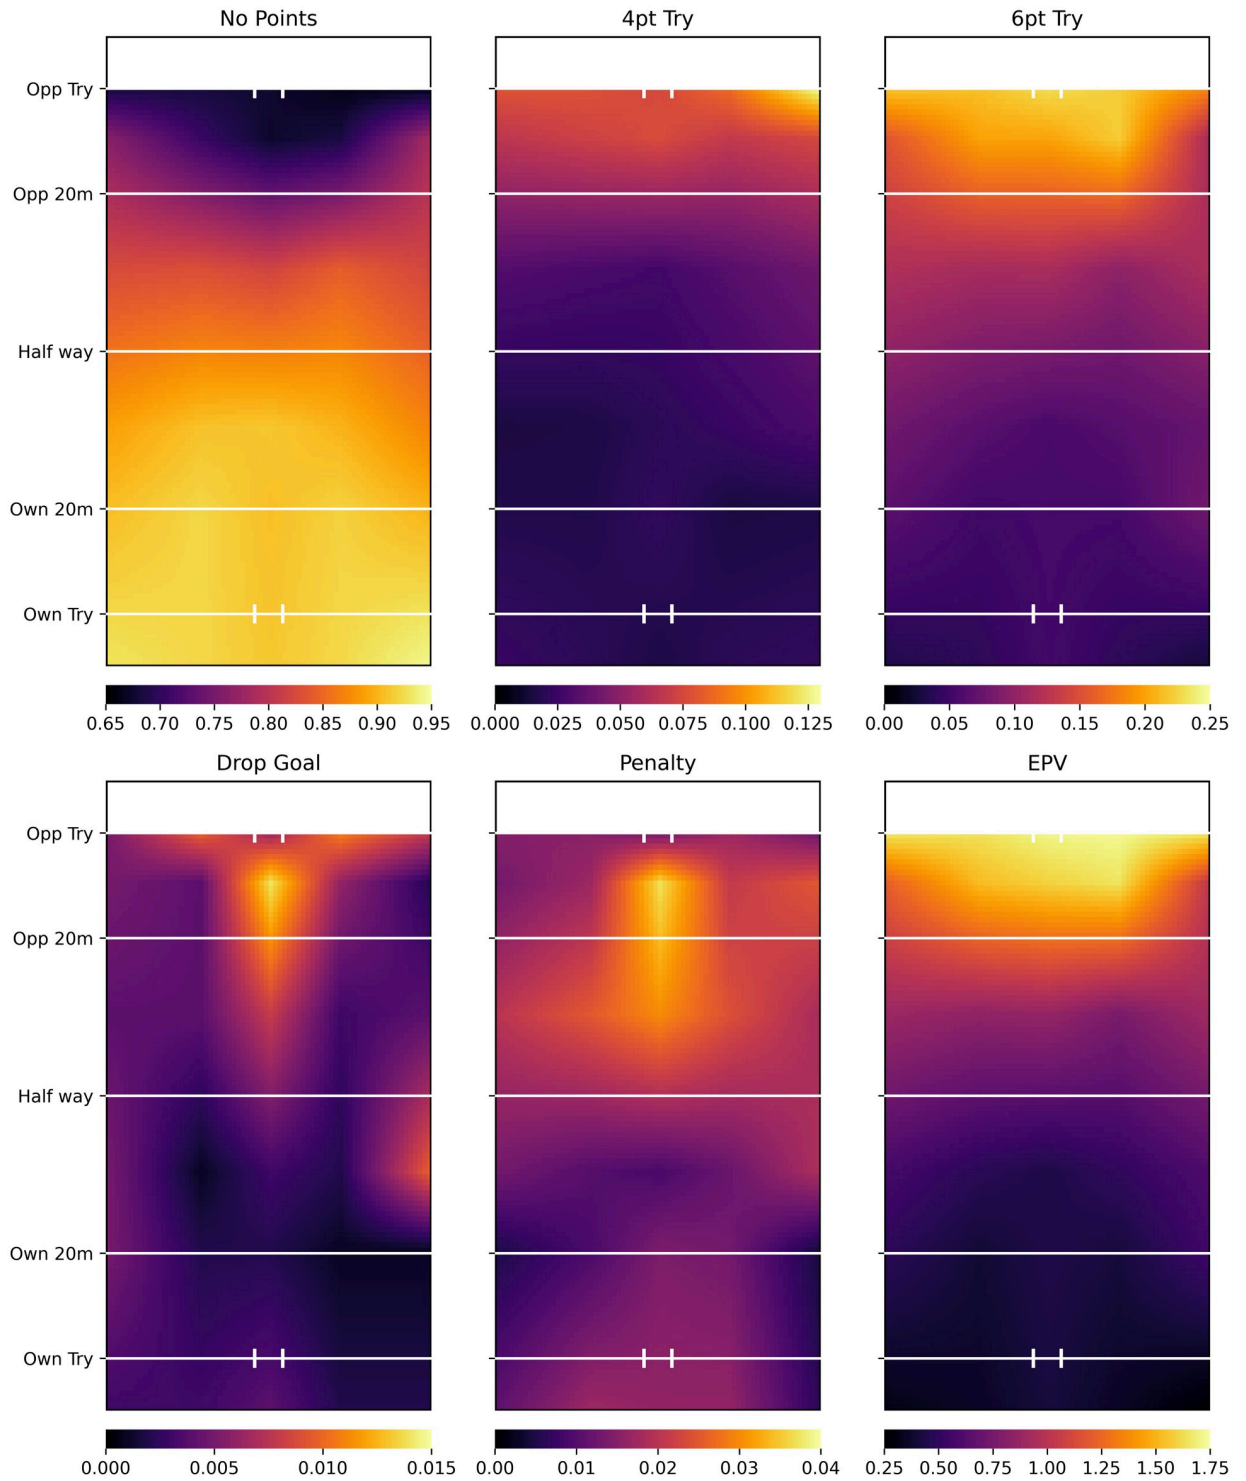 No Points 4pt Try 6pt Try
Opp Try
Opp 20m
Half way
Own 20m
Own Try
0.65 0.70 0.75 0.80 0.85 0.90 0.95 0.000 0.025 0.050 0.075 0.100 0.125 0.00 0.05 0.10 0.15 0.20 0.25
Drop Goal Penalty EPV
Opp Try
Opp 20m
Half way
Own 20m
Own Try
0.000 0.005 0.010 0.015 0.00 0.01 0.02 0.03 0.04 0.25 0.50 0.75 1.00 1.25 1.50 1.75